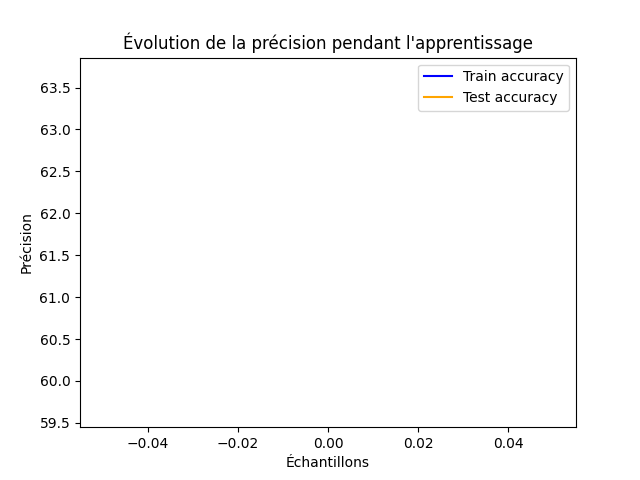 Évolution de la précision pendant l'apprentissage
Train accuracy
Test accuracy
63.5
63.0
62.5
62.0
61.5
61.0
60.5
60.0
59.5
Précision
−0.04 −0.02 0.00 0.02 0.04
Échantillons